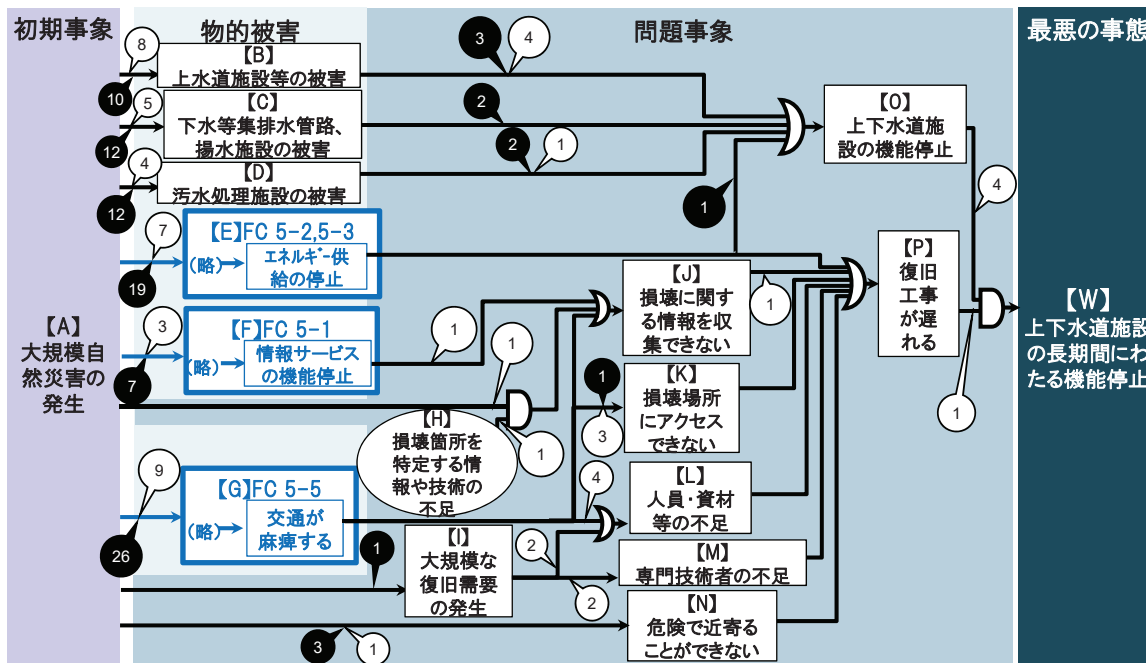 初期事象
物的被害
問題事象
最悪の事態
【A】
大規模自
然災害の
発生
8
10
【B】
上水道施設等の被害
3
4
5
12
【C】
下水等集排水管路、
揚水施設の被害
2
4
12
【D】
汚水処理施設の被害
2
1
7
19
【E】FC 5-2,5-3
(略)
エネルギー供
給の停止
1
3
7
【F】FC 5-1
(略)
情報サービス
の機能停止
1
1
【H】
損壊箇所を
特定する情
報や技術の
不足
1
9
26
【G】FC 5-5
(略)
交通が
麻痺する
4
1
【I】
大規模な
復旧需要
の発生
2
2
3
1
【J】
損壊に関す
る情報を収
集できない
1
1
3
【K】
損壊場所
にアクセス
できない
【L】
人員・資材
等の不足
【M】
専門技術者の不足
【N】
危険で近寄る
ことができない
【O】
上下水道施
設の機能停止
4
【P】
復旧
工事
が遅
れる
1
【W】
上下水道施設
の長期間にわ
たる機能停止